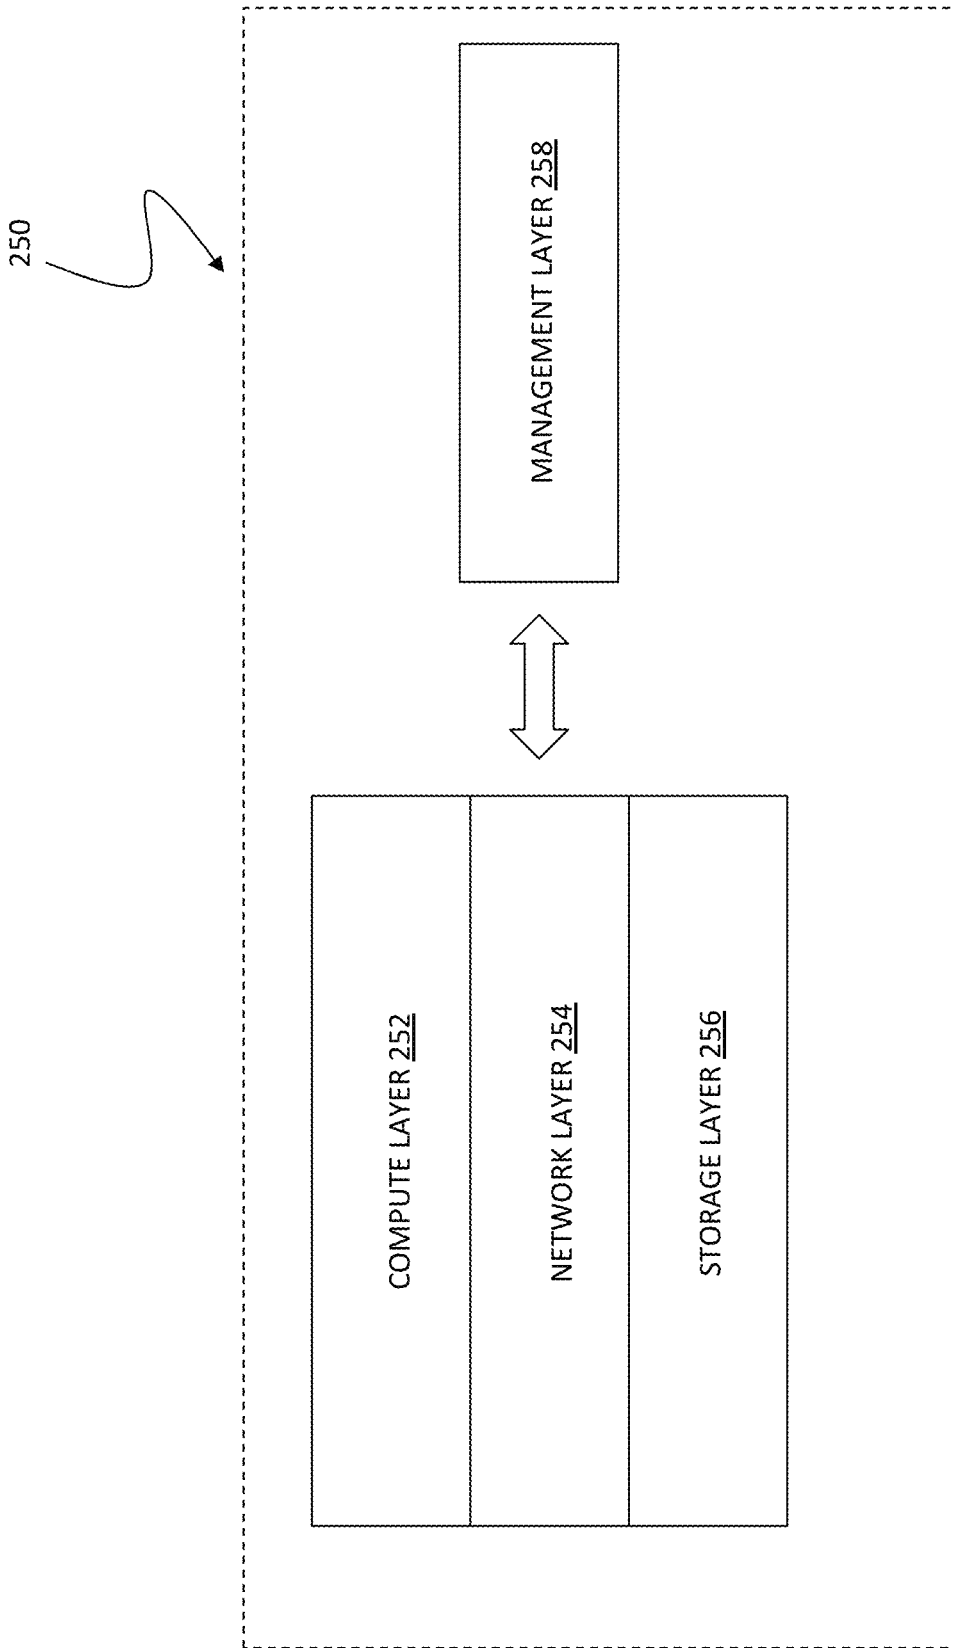 250
COMPUTE LAYER 252
NETWORK LAYER 254
STORAGE LAYER 256
MANAGEMENT LAYER 258